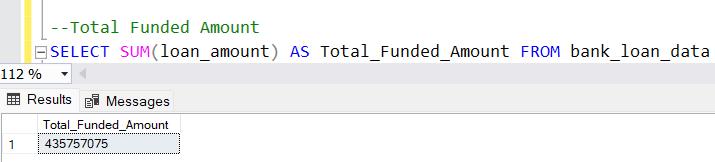 --Total Funded Amount
SELECT SUM(loan_amount) AS Total_Funded_Amount FROM bank_loan_data
112 %
Results Messages
Total_Funded_Amount
1 435757075